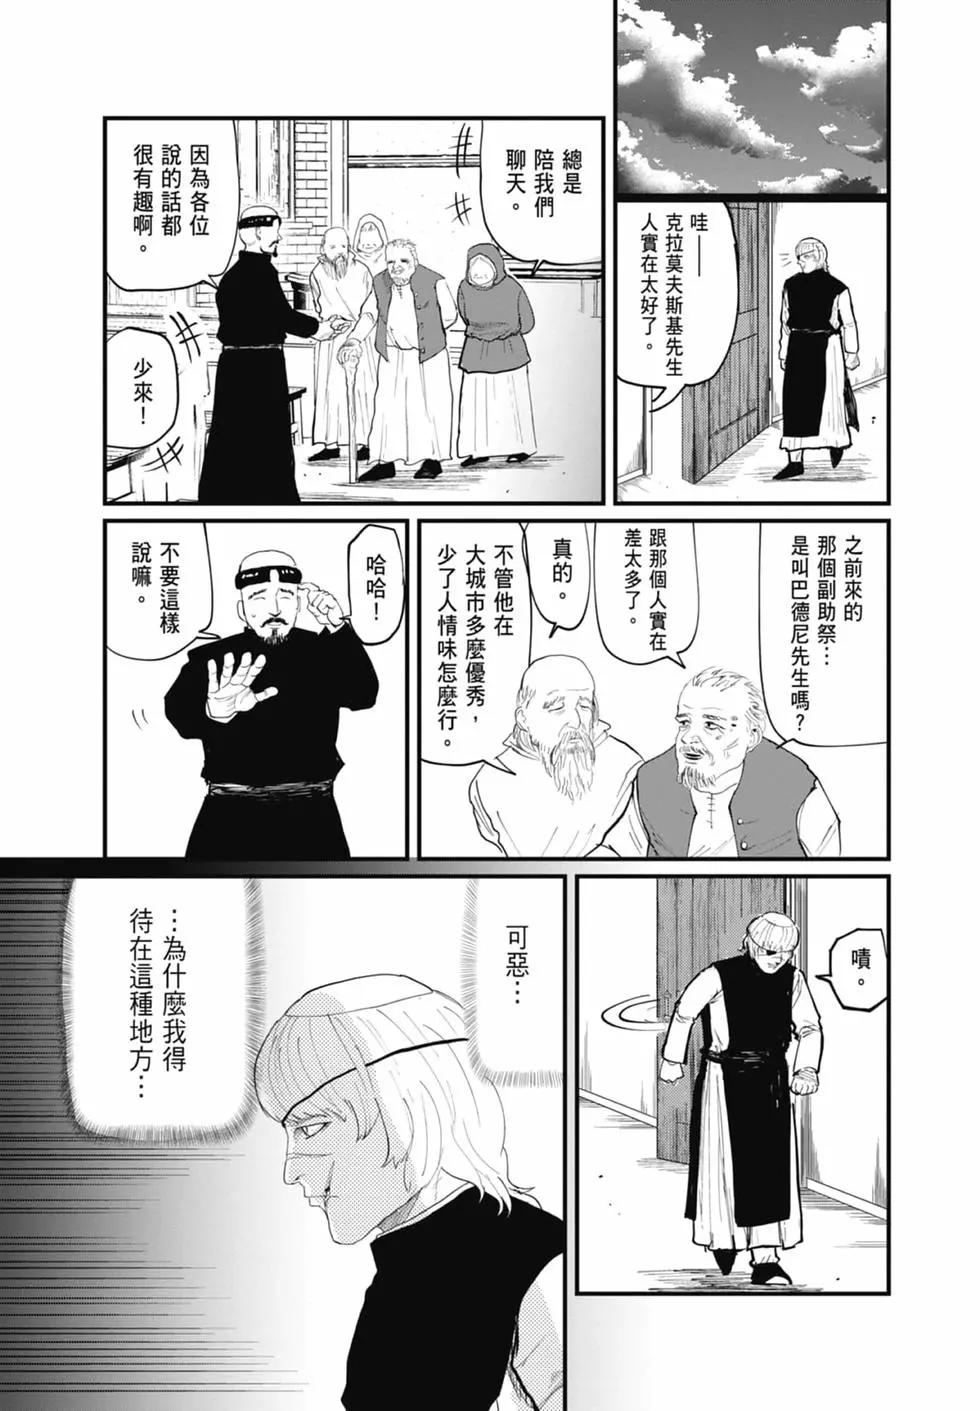 哇——
克拉莫夫斯基先生
人實在太好了。
總是
陪我們
聊天。
因為各位
說的話都
很有趣啊。
少來！
之前來的
那個副助祭…
是叫巴德尼先生嗎？
跟那個人實在
差太多了。
真的。
不管他在
大城市多麼優秀，
少了人情味怎麼行。
哈哈！
不要這樣
說嘛。
嘖。
可惡…
…為什麼我得
待在這種地方…